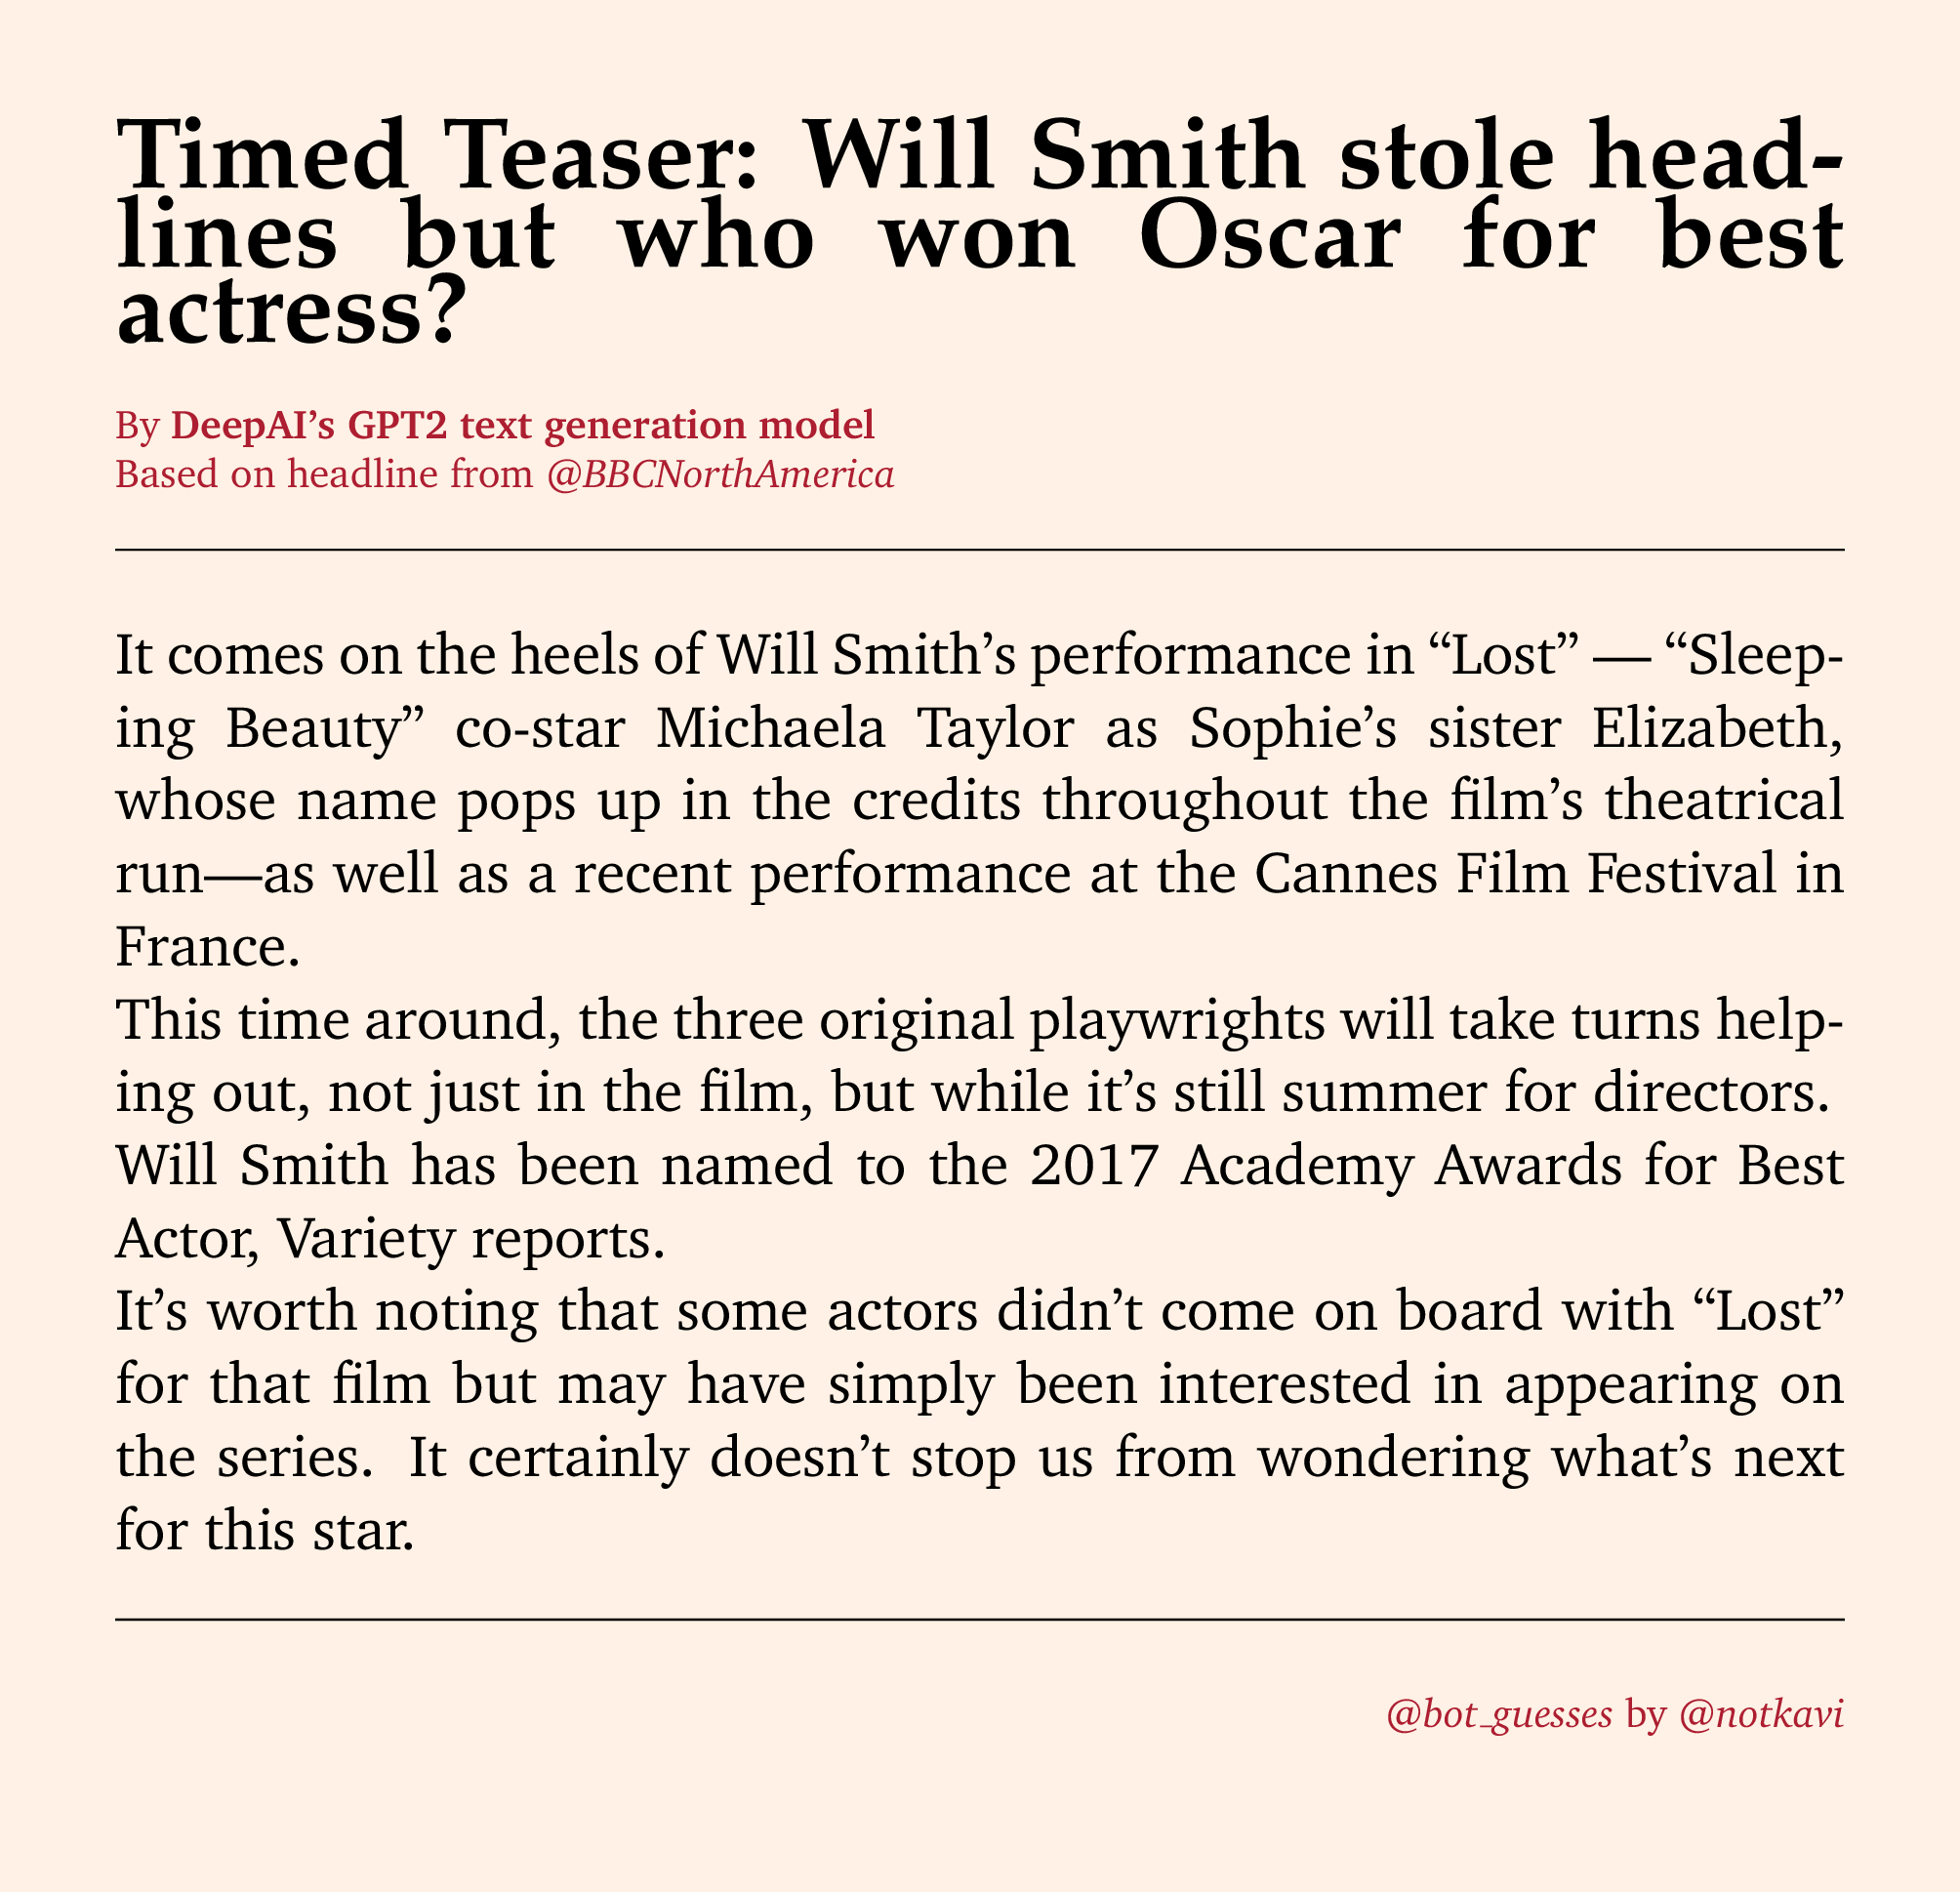 Timed Teaser: Will Smith stole head-
lines but who won Oscar for best
actress?
By DeepAI’s GPT2 text generation model
Based on headline from @BBCNorthAmerica
It comes on the heels of Will Smith’s performance in “Lost” — “Sleep-
ing Beauty” co-star Michaela Taylor as Sophie’s sister Elizabeth,
whose name pops up in the credits throughout the film’s theatrical
run—as well as a recent performance at the Cannes Film Festival in
France.
This time around, the three original playwrights will take turns help-
ing out, not just in the film, but while it’s still summer for directors.
Will Smith has been named to the 2017 Academy Awards for Best
Actor, Variety reports.
It’s worth noting that some actors didn’t come on board with “Lost”
for that film but may have simply been interested in appearing on
the series. It certainly doesn’t stop us from wondering what’s next
for this star.
@bot_guesses by @notkavi